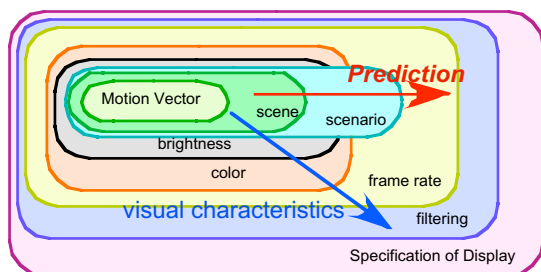 Prediction
Motion Vector
scene
scenario
brightness
color
frame rate
visual characteristics
filtering
Specification of Display